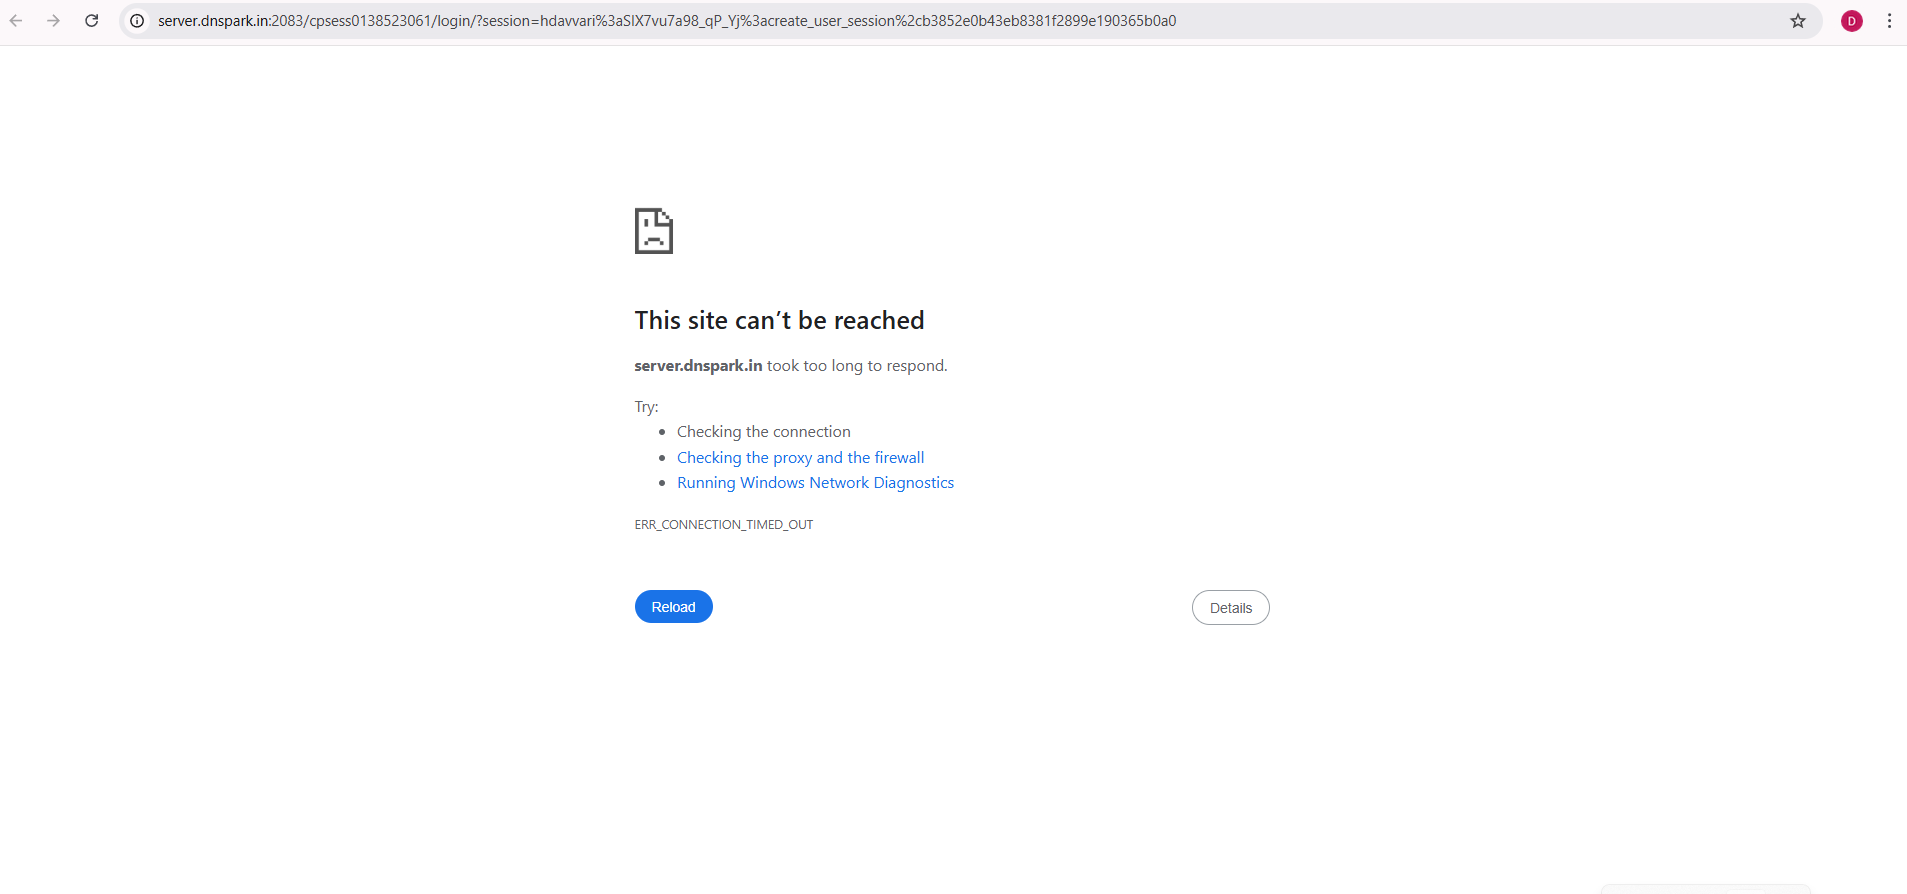 server.dnspark.in:2083/cpsess0138523061/login/?session=hdavvari%3aSlX7vu7a98_qP_Yj%3acreate_user_session%2cb3852e0b43eb8381f2899e190365b0a0
D
This site can’t be reached
server.dnspark.in took too long to respond.
Try:
Checking the connection
Checking the proxy and the firewall
Running Windows Network Diagnostics
ERR_CONNECTION_TIMED_OUT
Reload
Details